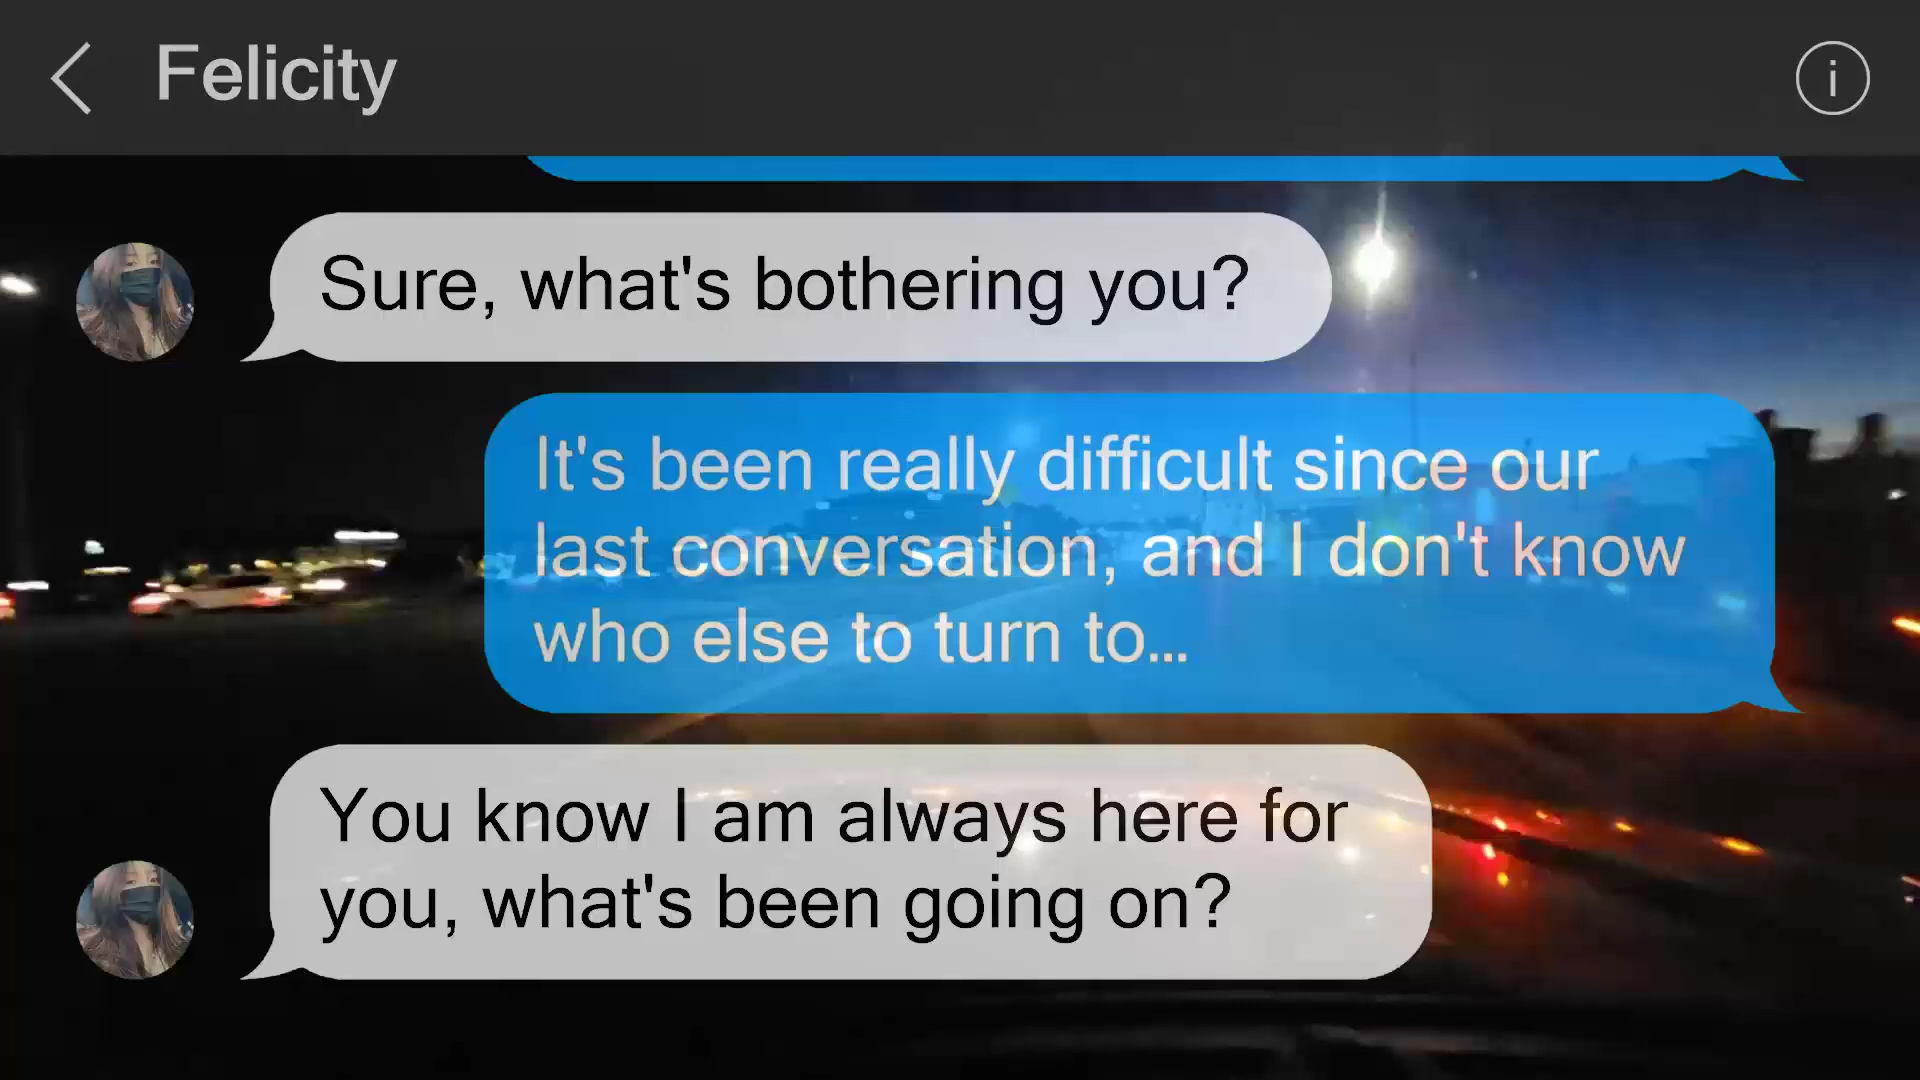 Felicity
Sure, what's bothering you?
It's been really difficult since our
last conversation, and I don't know
who else to turn to...
You know I am always here for
you, what's been going on?